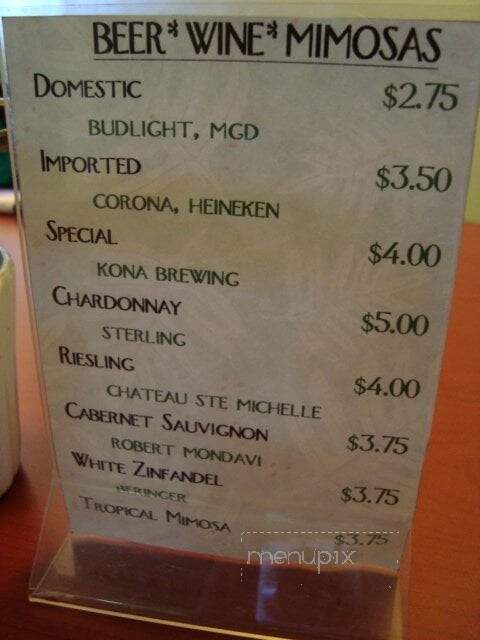 BEER* WINE* MIMOSAS
DOMESTIC $2.75
BUDLIGHT, MGD
IMPORTED $3.50
CORONA, HEINEKEN
SPECIAL $4.00
KONA BREWING
CHARDONNAY $5.00
STERLING
RIESLING $4.00
CHATEAU STE MICHELLE
CABERNET SAUVIGNON $3.75
ROBERT MONDAVI
WHITE ZINFANDEL $3.75
BERINGER
TROPICAL MIMOSA $3.75
menupix